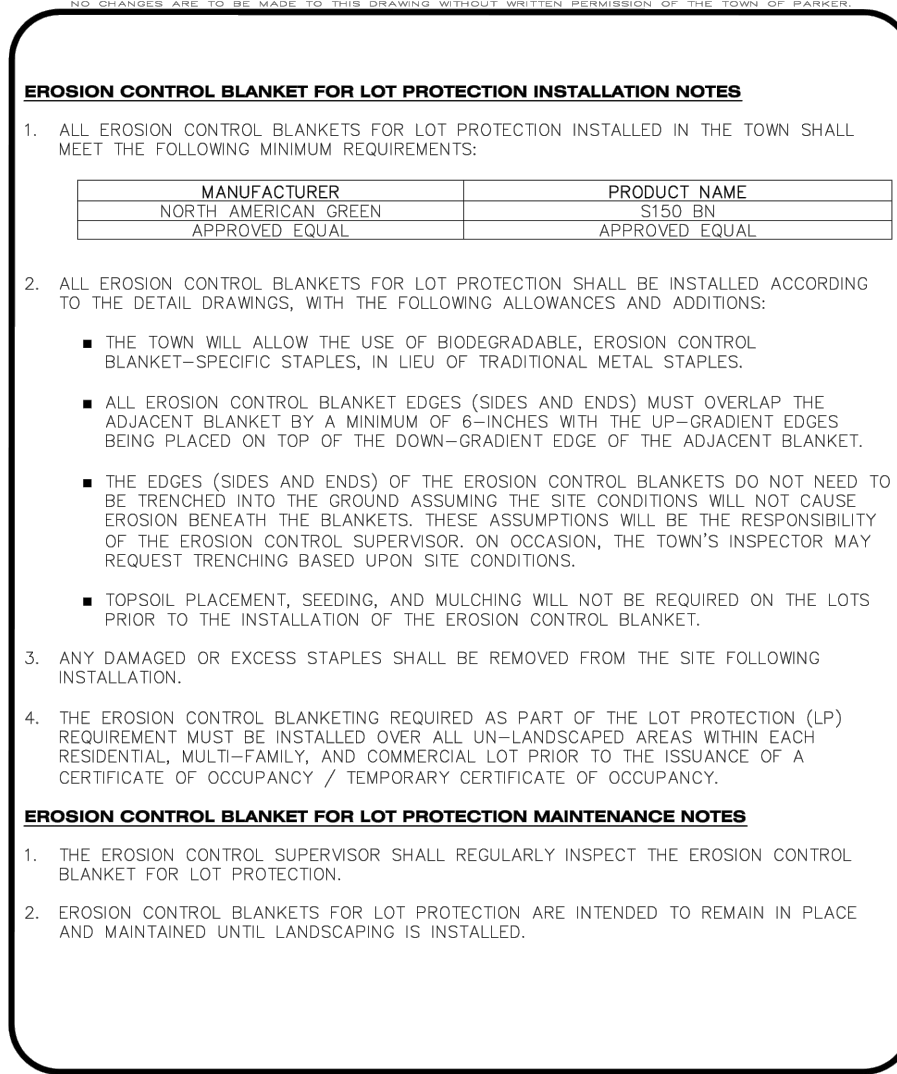 NO CHANGES ARE TO BE MADE TO THIS DRAWING WITHOUT WRITTEN PERMISSION OF THE TOWN OF PARKER.
EROSION CONTROL BLANKET FOR LOT PROTECTION INSTALLATION NOTES
1. ALL EROSION CONTROL BLANKETS FOR LOT PROTECTION INSTALLED IN THE TOWN SHALL
MEET THE FOLLOWING MINIMUM REQUIREMENTS:
MANUFACTURER PRODUCT NAME
NORTH AMERICAN GREEN S150 BN
APPROVED EQUAL APPROVED EQUAL
2. ALL EROSION CONTROL BLANKETS FOR LOT PROTECTION SHALL BE INSTALLED ACCORDING
TO THE DETAIL DRAWINGS, WITH THE FOLLOWING ALLOWANCES AND ADDITIONS:
■ THE TOWN WILL ALLOW THE USE OF BIODEGRADABLE, EROSION CONTROL
BLANKET-SPECIFIC STAPLES, IN LIEU OF TRADITIONAL METAL STAPLES.
■ ALL EROSION CONTROL BLANKET EDGES (SIDES AND ENDS) MUST OVERLAP THE
ADJACENT BLANKET BY A MINIMUM OF 6-INCHES WITH THE UP-GRADIENT EDGES
BEING PLACED ON TOP OF THE DOWN-GRADIENT EDGE OF THE ADJACENT BLANKET.
■ THE EDGES (SIDES AND ENDS) OF THE EROSION CONTROL BLANKETS DO NOT NEED TO
BE TRENCHED INTO THE GROUND ASSUMING THE SITE CONDITIONS WILL NOT CAUSE
EROSION BENEATH THE BLANKETS. THESE ASSUMPTIONS WILL BE THE RESPONSIBILITY
OF THE EROSION CONTROL SUPERVISOR. ON OCCASION, THE TOWN'S INSPECTOR MAY
REQUEST TRENCHING BASED UPON SITE CONDITIONS.
■ TOPSOIL PLACEMENT, SEEDING, AND MULCHING WILL NOT BE REQUIRED ON THE LOTS
PRIOR TO THE INSTALLATION OF THE EROSION CONTROL BLANKET.
3. ANY DAMAGED OR EXCESS STAPLES SHALL BE REMOVED FROM THE SITE FOLLOWING
INSTALLATION.
4. THE EROSION CONTROL BLANKETING REQUIRED AS PART OF THE LOT PROTECTION (LP)
REQUIREMENT MUST BE INSTALLED OVER ALL UN-LANDSCAPED AREAS WITHIN EACH
RESIDENTIAL, MULTI-FAMILY, AND COMMERCIAL LOT PRIOR TO THE ISSUANCE OF A
CERTIFICATE OF OCCUPANCY / TEMPORARY CERTIFICATE OF OCCUPANCY.
EROSION CONTROL BLANKET FOR LOT PROTECTION MAINTENANCE NOTES
1. THE EROSION CONTROL SUPERVISOR SHALL REGULARLY INSPECT THE EROSION CONTROL
BLANKET FOR LOT PROTECTION.
2. EROSION CONTROL BLANKETS FOR LOT PROTECTION ARE INTENDED TO REMAIN IN PLACE
AND MAINTAINED UNTIL LANDSCAPING IS INSTALLED.